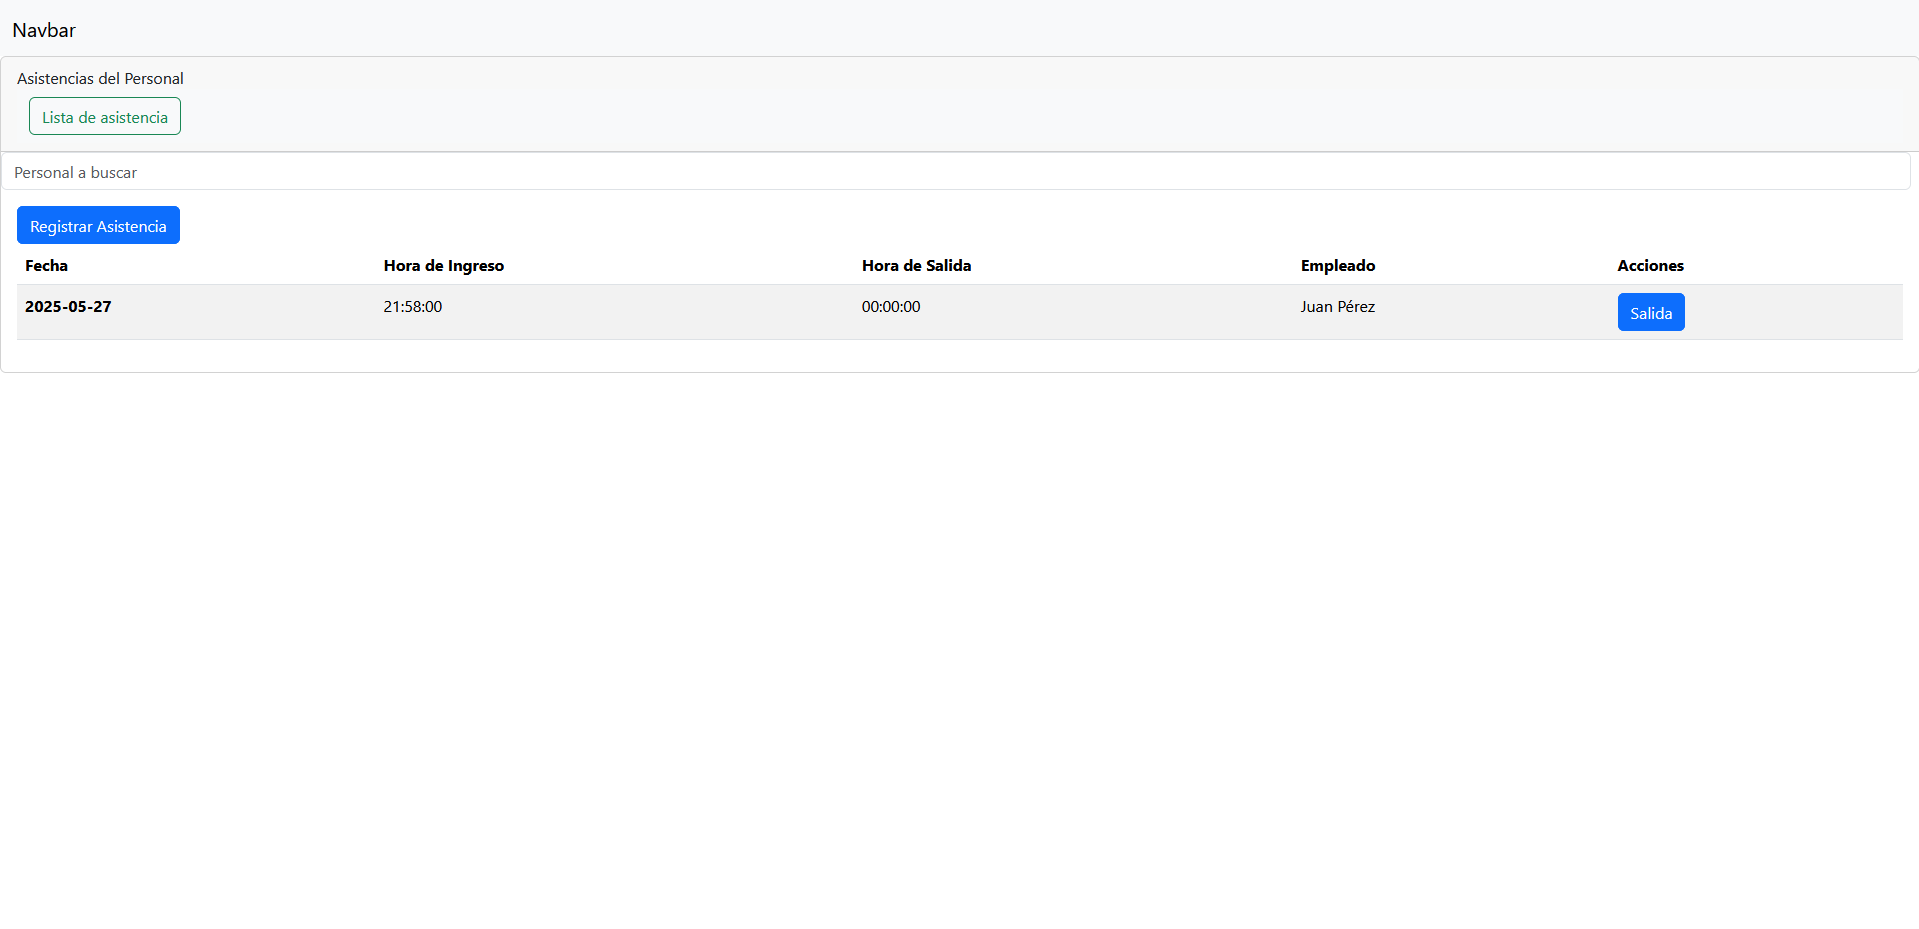 Navbar
Asistencias del Personal
Lista de asistencia
Personal a buscar
Registrar Asistencia
Fecha Hora de Ingreso Hora de Salida Empleado Acciones
2025-05-27 21:58:00 00:00:00 Juan Pérez Salida